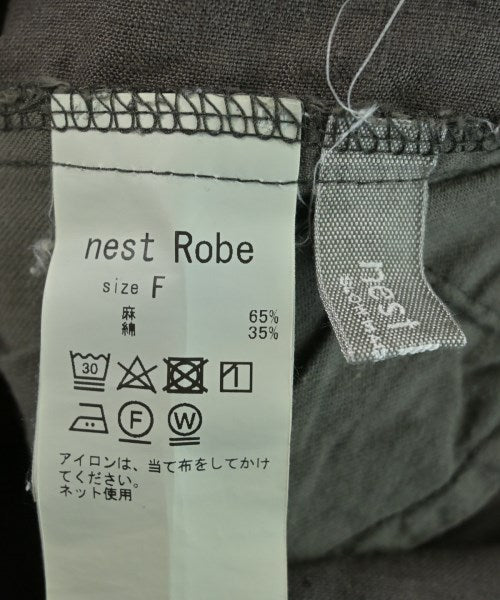 nest Robe
size F
麻 65%
綿 35%
30
F W
アイロンは、当て布をしてかけ
てください。
ネット使用
nest